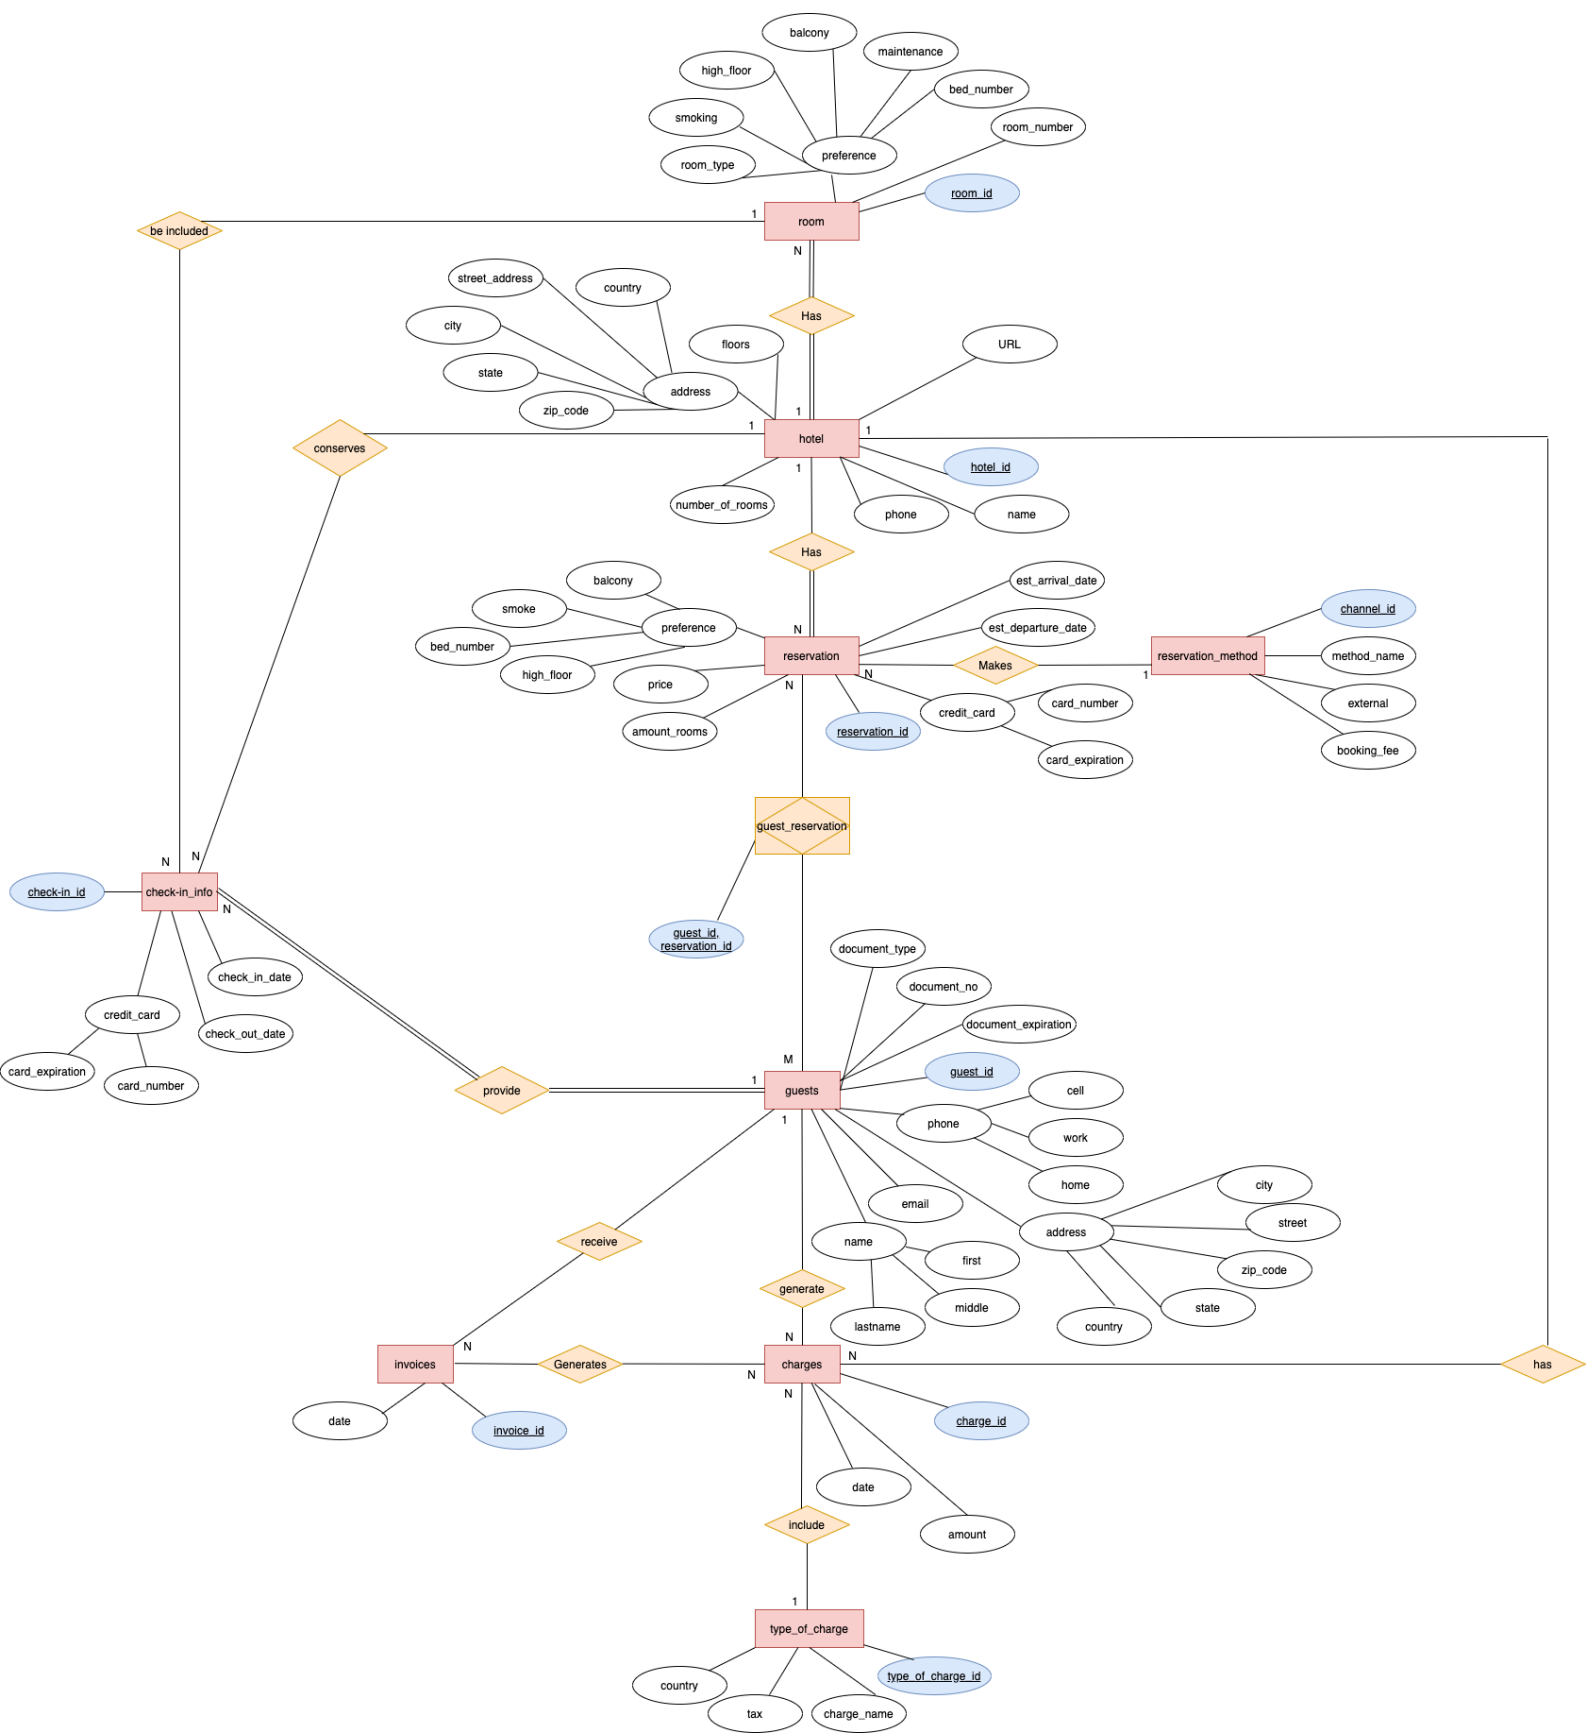 balcony
maintenance
high_floor
bed_number
smoking
room_number
preference
room_type
room_id
1
room
be included
N
street_address
country
Has
city
floors
URL
state
address
zip_code
1
1
1
conserves
hotel
1
hotel_id
number_of_rooms
phone
name
Has
balcony
est_arrival_date
smoke
channel_id
preference
est_departure_date
N
bed_number
reservation
Makes
reservation_method
method_name
high_floor
price
N
N
1
credit_card
card_number
external
amount_rooms
reservation_id
booking_fee
card_expiration
guest_reservation
N
N
check-in_id
check-in_info
N
guest_id,
reservation_id
document_type
check_in_date
document_no
credit_card
check_out_date
document_expiration
card_expiration
card_number
M
guest_id
provide
1
guests
cell
1
phone
work
home
city
email
street
receive
name
address
first
zip_code
generate
middle
state
lastname
country
N
N
N
invoices
Generates
charges
has
N
N
date
invoice_id
charge_id
date
include
amount
1
type_of_charge
country
type_of_charge_id
tax
charge_name